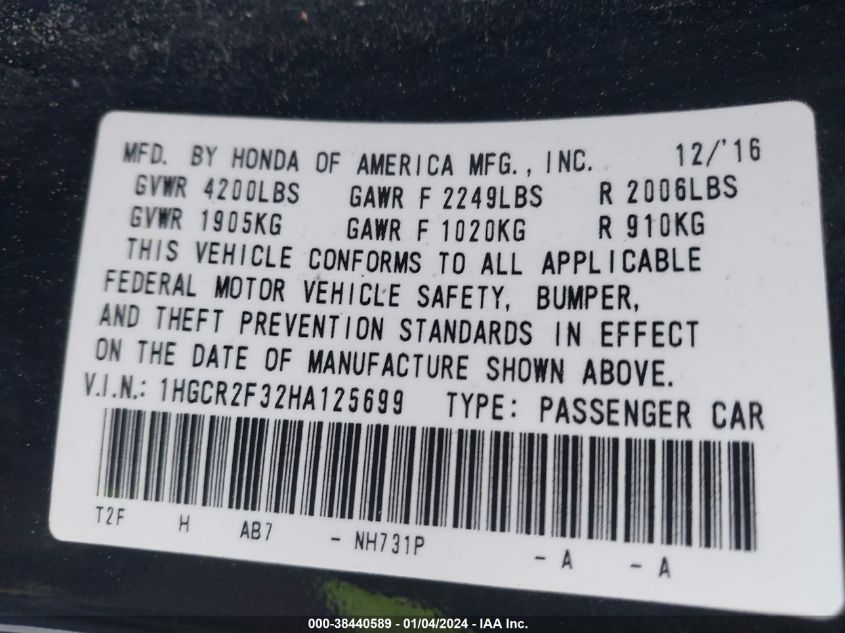 MFD. BY HONDA OF AMERICA MFG., INC. 12/'16
GVWR 4200LBS GAWR F 2249LBS R 2006LBS
GVWR 1905KG GAWR F 1020KG R 910KG
THIS VEHICLE CONFORMS TO ALL APPLICABLE
FEDERAL MOTOR VEHICLE SAFETY, BUMPER,
AND THEFT PREVENTION STANDARDS IN EFFECT
ON THE DATE OF MANUFACTURE SHOWN ABOVE.
V.I.N.: 1HGCR2F32HA125699 TYPE: PASSENGER CAR
T2F H AB7 - NH731P - A - A
000-38440589 - 01/04/2024 - IAA Inc.